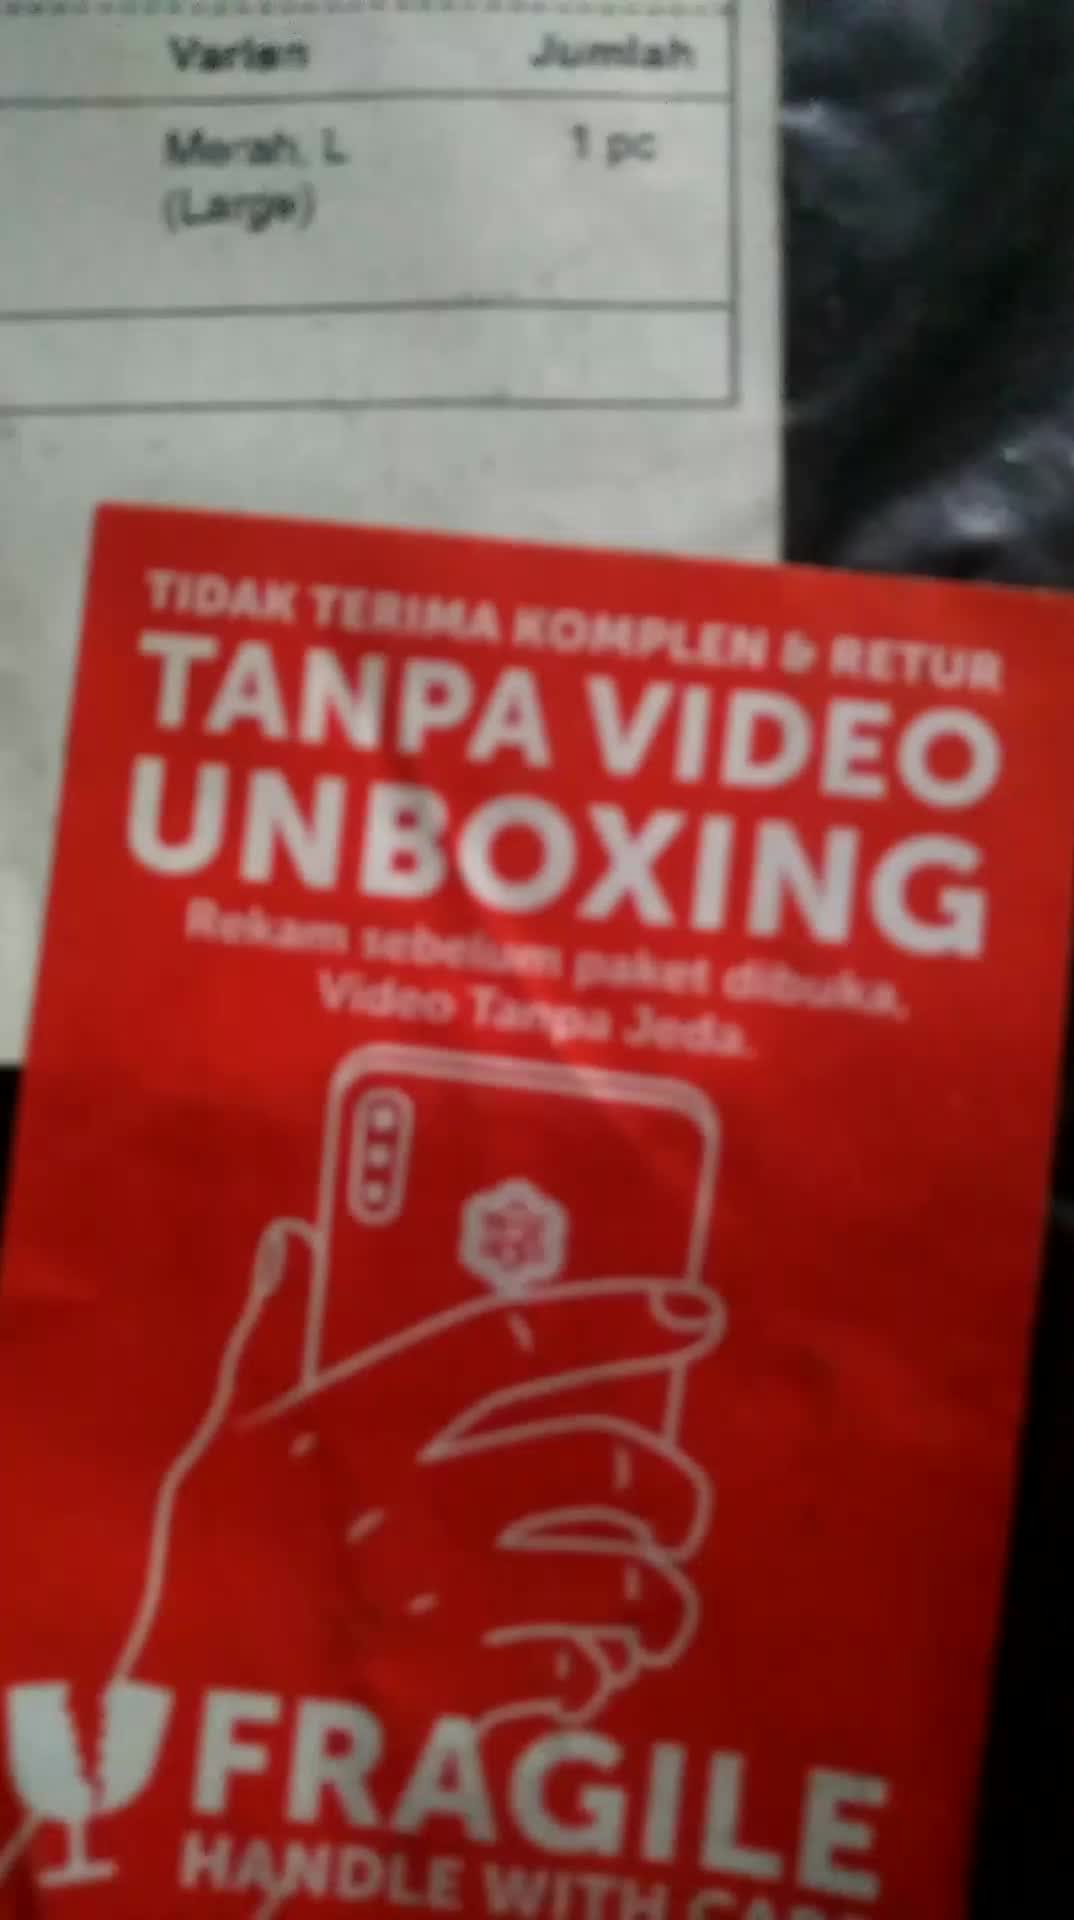 Varian Jumlah
Merah, L 1 pc
(Large)
TIDAK TERIMA KOMPLEN & RETUR
TANPA VIDEO
UNBOXING
Rekam sebelum paket dibuka,
Video Tanpa Jeda.
FRAGILE
HANDLE WITH CARE